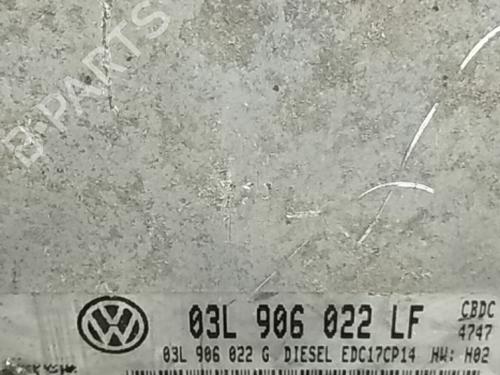 B-PARTS
03L 906 022 LF
CBDC
4747
03L 906 022 G DIESEL EDC17CP14 HW: H02